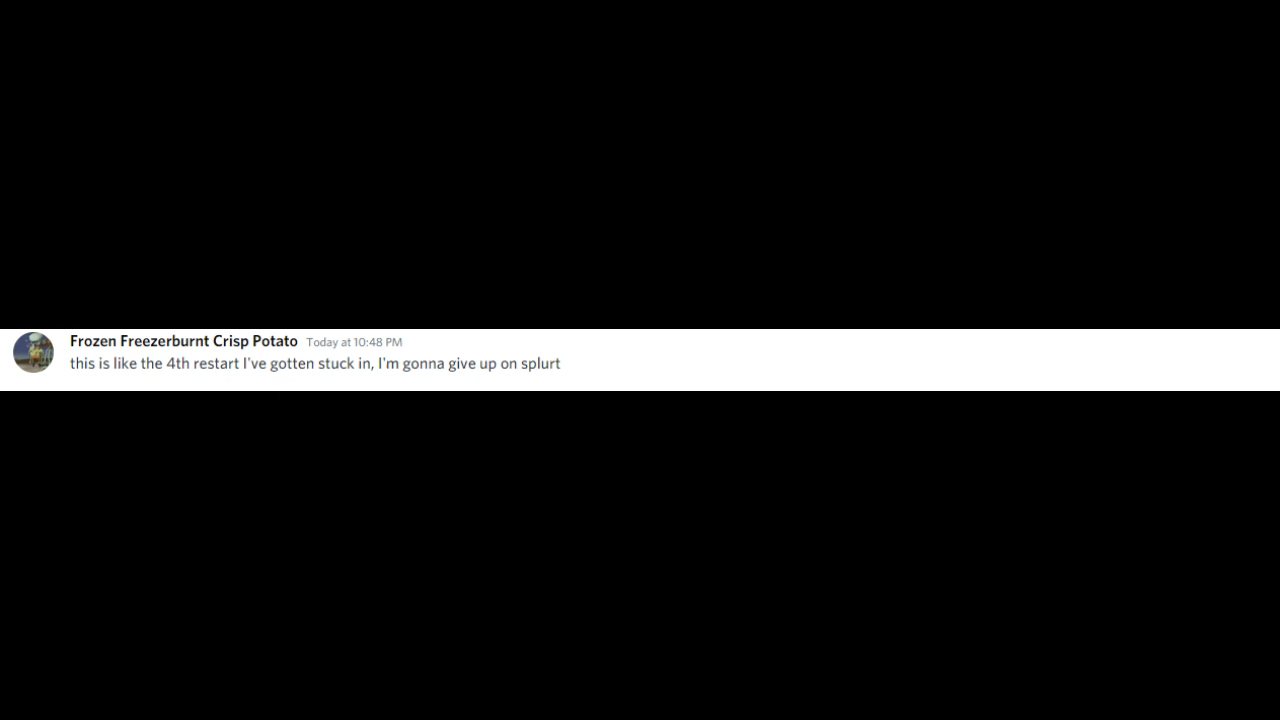 Frozen Freezerburnt Crisp Potato Today at 10:48 PM
this is like the 4th restart I've gotten stuck in, I'm gonna give up on splurt